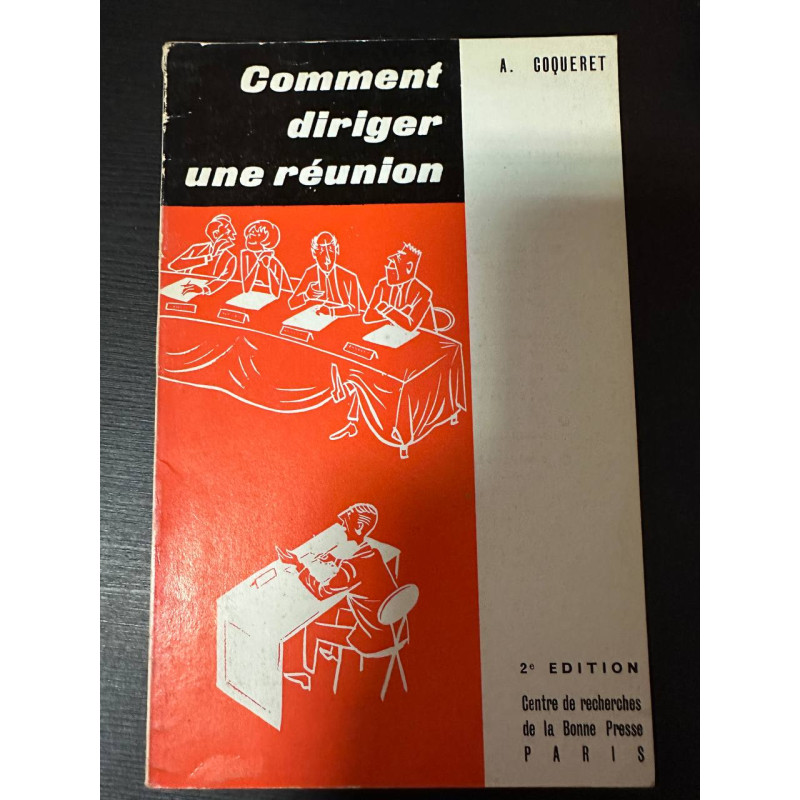 Comment
diriger
une réunion
A. COQUERET
2e EDITION
Centre de recherches
de la Bonne Presse
PARIS